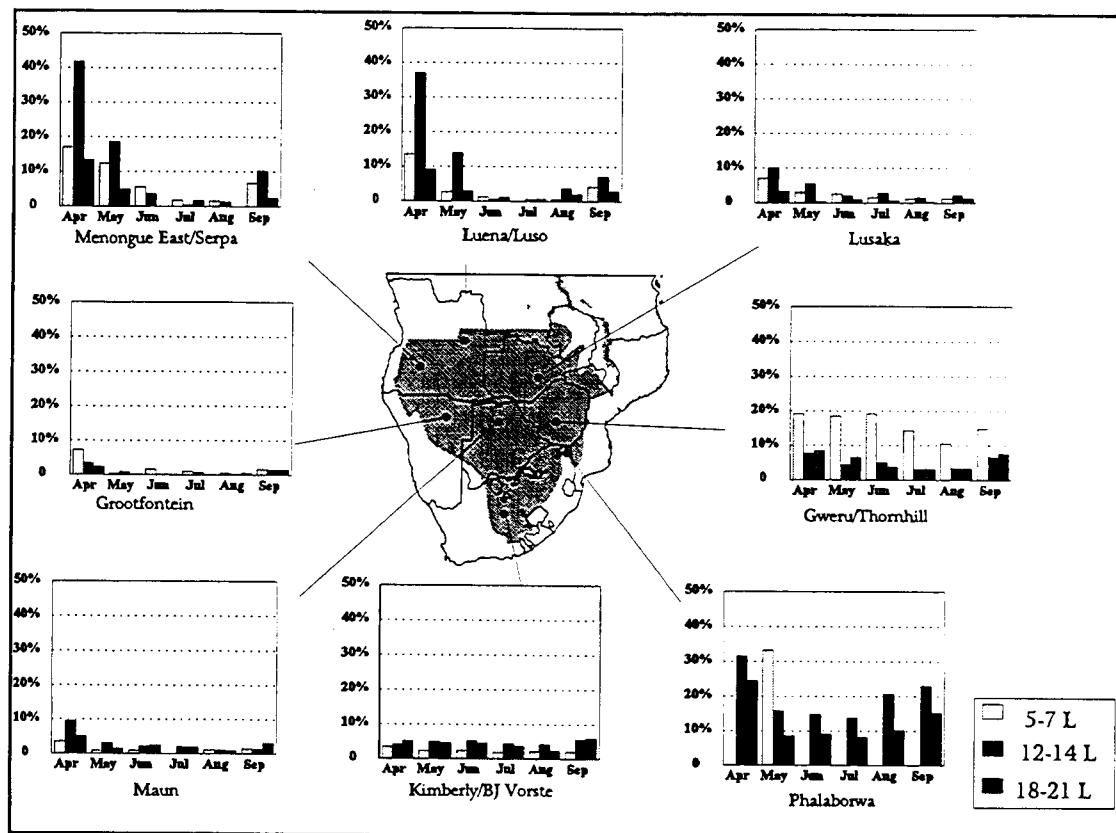 50%
40%
30%
20%
10%
0
Apr May Jun Jul Aug Sep
Menongue East/Serpa
50%
40%
30%
20%
10%
0
Apr May Jun Jul Aug Sep
Luena/Luso
50%
40%
30%
20%
10%
0
Apr May Jun Jul Aug Sep
Lusaka
50%
40%
30%
20%
10%
0
Apr May Jun Jul Aug Sep
Grootfontein
50%
40%
30%
20%
10%
0
Apr May Jun Jul Aug Sep
Gweru/Thornhill
50%
40%
30%
20%
10%
0
Apr May Jun Jul Aug Sep
Maun
50%
40%
30%
20%
10%
0
Apr May Jun Jul Aug Sep
Kimberly/BJ Vorste
50%
40%
30%
20%
10%
0
Apr May Jun Jul Aug Sep
Phalaborwa
5-7 L
12-14 L
18-21 L